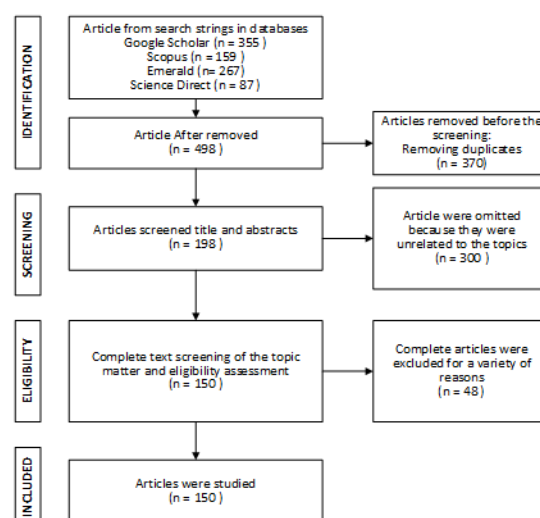 IDENTIFICATION
Article from search strings in databases
Google Scholar (n = 355 )
Scopus (n = 159 )
Emerald (n= 267)
Science Direct (n = 87 )
Article After removed
(n = 498 )
Articles removed before the
screening:
Removing duplicates
(n = 370)
SCREENING
Articles screened title and abstracts
(n = 198 )
Article were omitted
because they were
unrelated to the topics
(n = 300 )
ELIGIBILITY
Complete text screening of the topic
matter and eligibility assessment
(n = 150 )
Complete articles were
excluded for a variety of
reasons
(n = 48 )
INCLUDED
Articles were studied
(n = 150 )